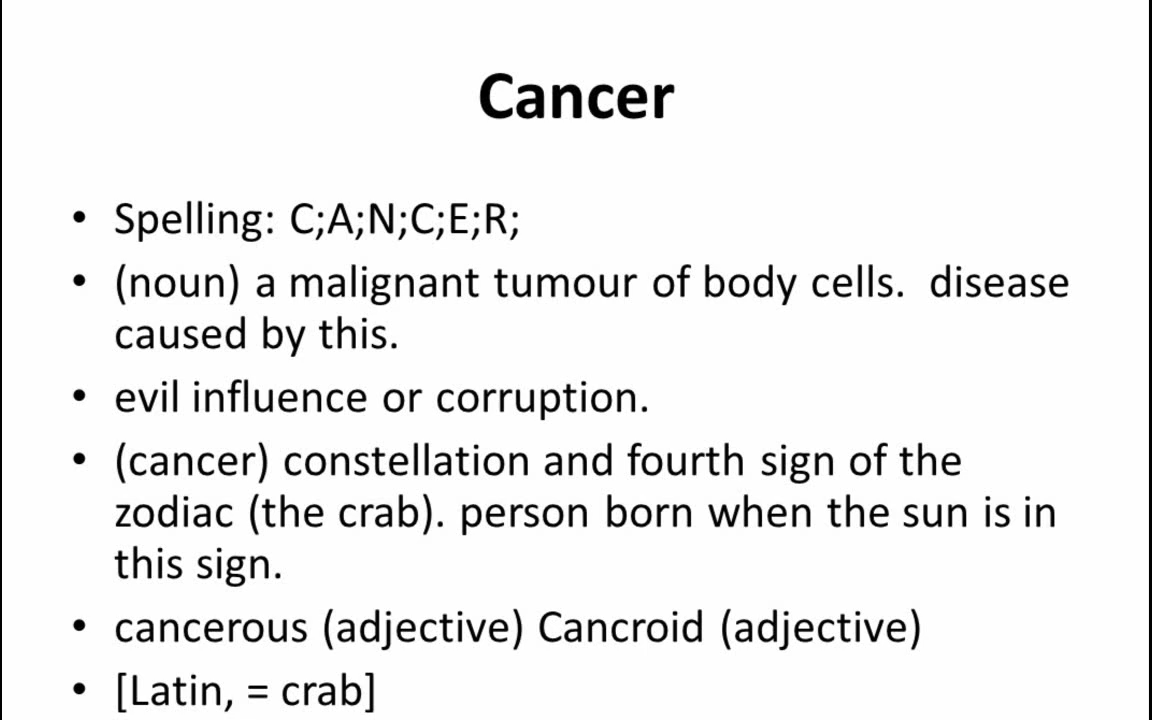 Cancer
• Spelling: C;A;N;C;E;R;
• (noun) a malignant tumour of body cells.  disease
caused by this.
• evil influence or corruption.
• (cancer) constellation and fourth sign of the
zodiac (the crab). person born when the sun is in
this sign.
• cancerous (adjective) Cancroid (adjective)
• [Latin, = crab]